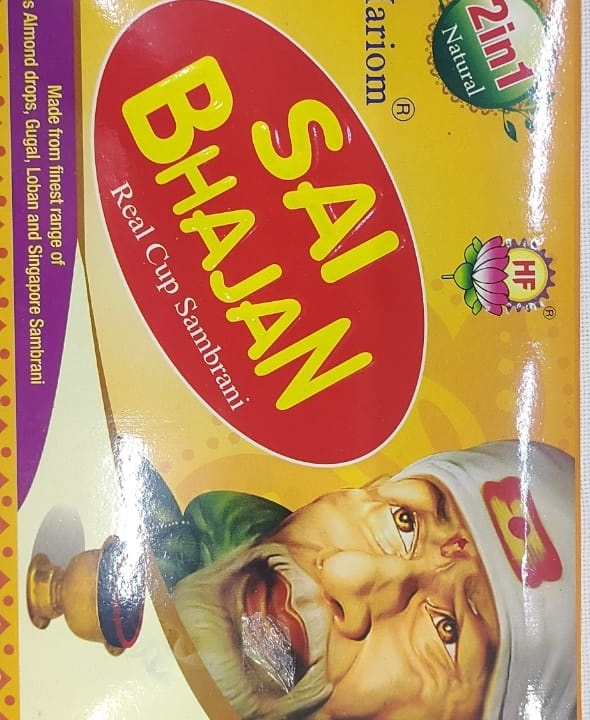 2in1
Natural
ariom ®
HF ®
SAI
BHAJAN
Real Cup Sambrani
Made from finest range of
s Almond drops, Gugal, Loban and Singapore Sambrani